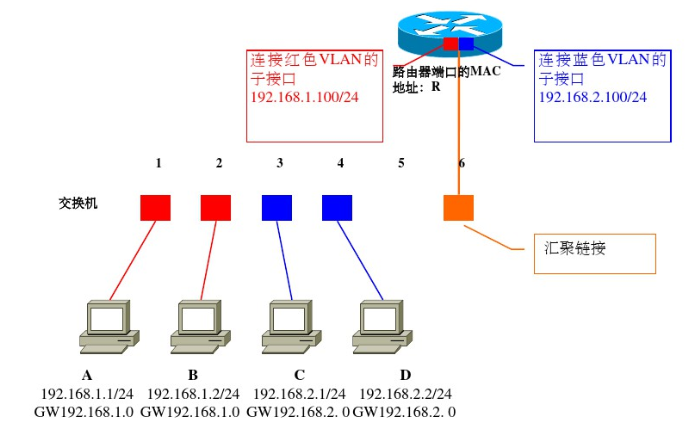 连接红色VLAN的
子接口
192.168.1.100/24
路由器端口的MAC
地址：R
连接蓝色VLAN的
子接口
192.168.2.100/24
1 2 3 4 5 6
交换机
汇聚链接
A B C D
192.168.1.1/24 192.168.1.2/24 192.168.2.1/24 192.168.2.2/24
GW192.168.1.0 GW192.168.1.0 GW192.168.2. 0 GW192.168.2. 0